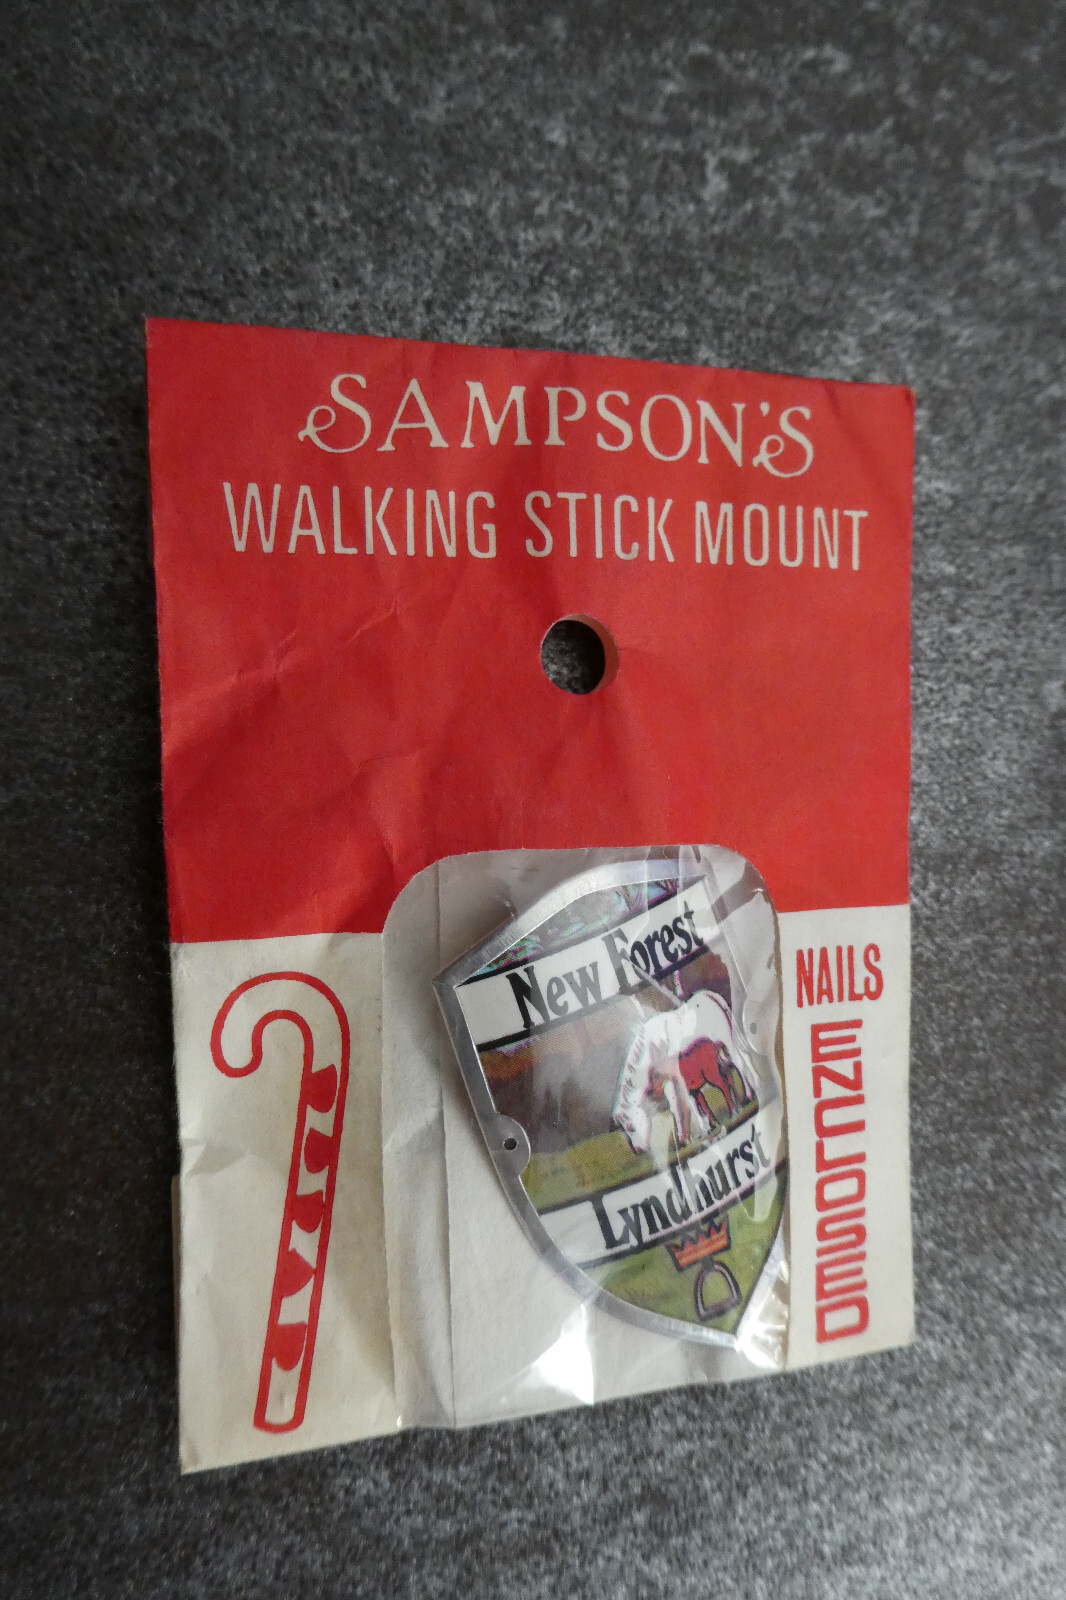 SAMPSON'S
WALKING STICK MOUNT
New Forest
Lyndhurst
NAILS
ENCLOSED